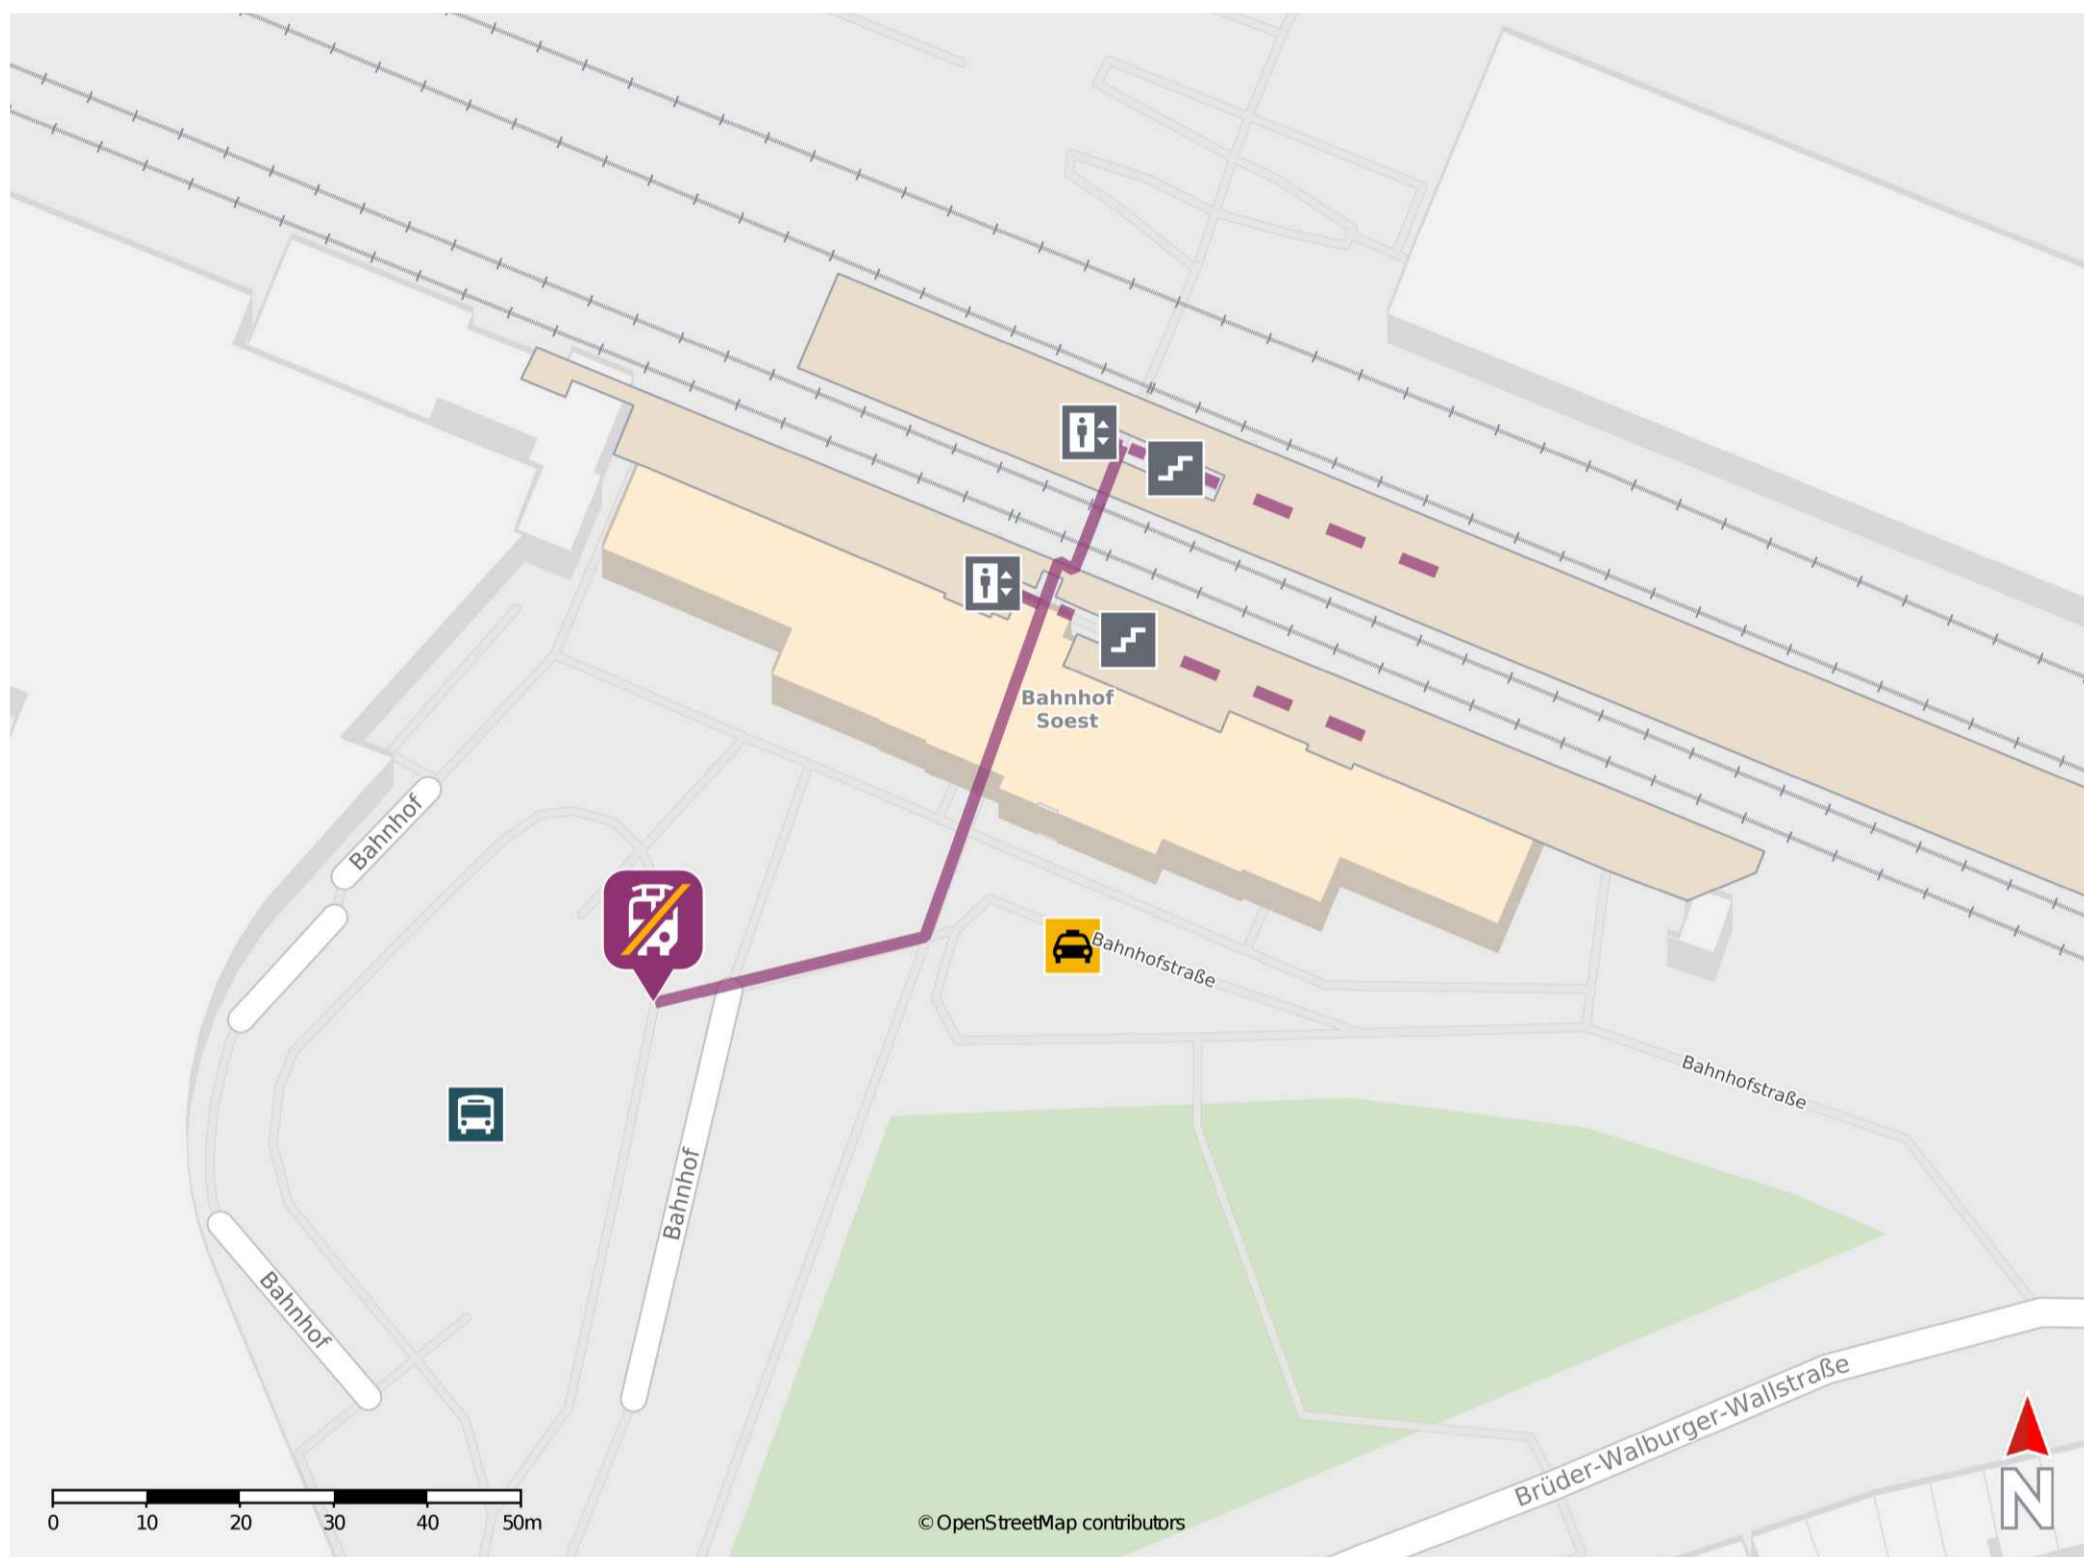 Bahnhof
Soest
Bahnhof
Bahnhofstraße
Bahnhofstraße
Bahnhof
Bahnhof
Brüder-Walburger-Wallstraße
N
0 10 20 30 40 50m
© OpenStreetMap contributors